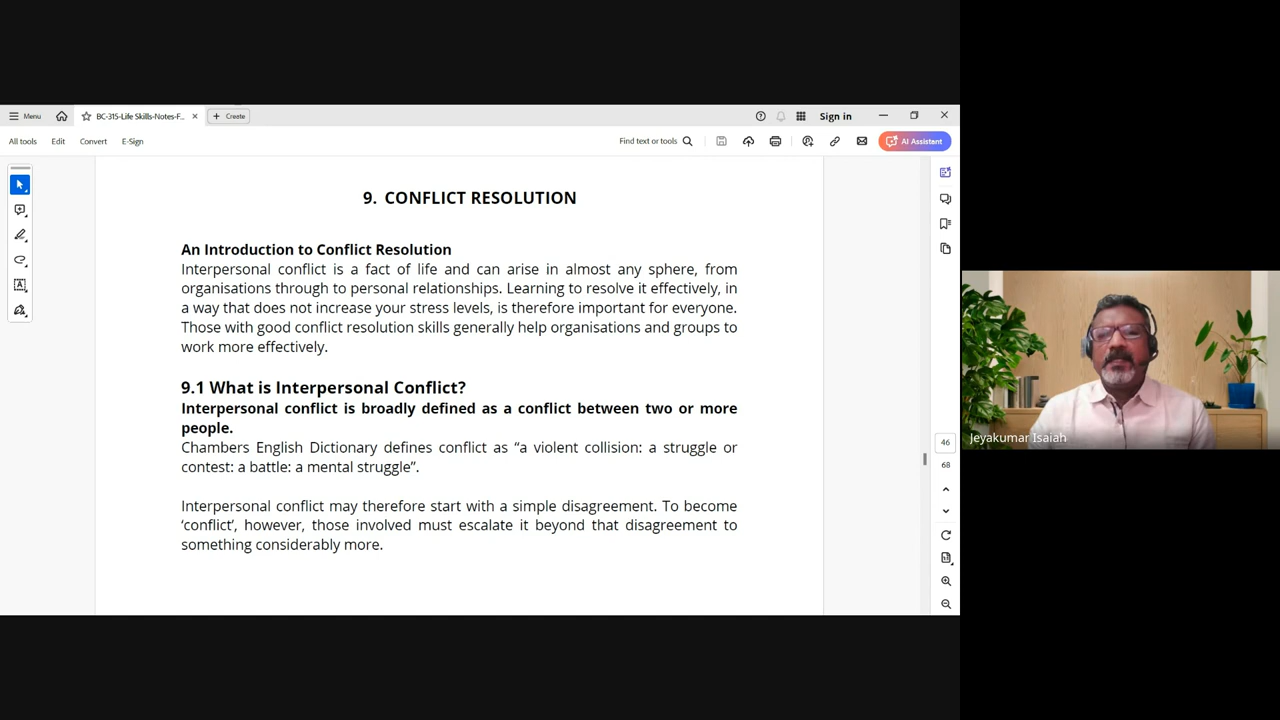 Menu
BC-315-Life Skills-Notes-F...
Create
Sign in
All tools
Edit
Convert
E-Sign
Find text or tools
AI Assistant
9. CONFLICT RESOLUTION
An Introduction to Conflict Resolution
Interpersonal conflict is a fact of life and can arise in almost any sphere, from
organisations through to personal relationships. Learning to resolve it effectively, in
a way that does not increase your stress levels, is therefore important for everyone.
Those with good conflict resolution skills generally help organisations and groups to
work more effectively.
9.1 What is Interpersonal Conflict?
Interpersonal conflict is broadly defined as a conflict between two or more
people.
Chambers English Dictionary defines conflict as “a violent collision: a struggle or
contest: a battle: a mental struggle”.
Interpersonal conflict may therefore start with a simple disagreement. To become
‘conflict’, however, those involved must escalate it beyond that disagreement to
something considerably more.
46
68
Jeyakumar Isaiah